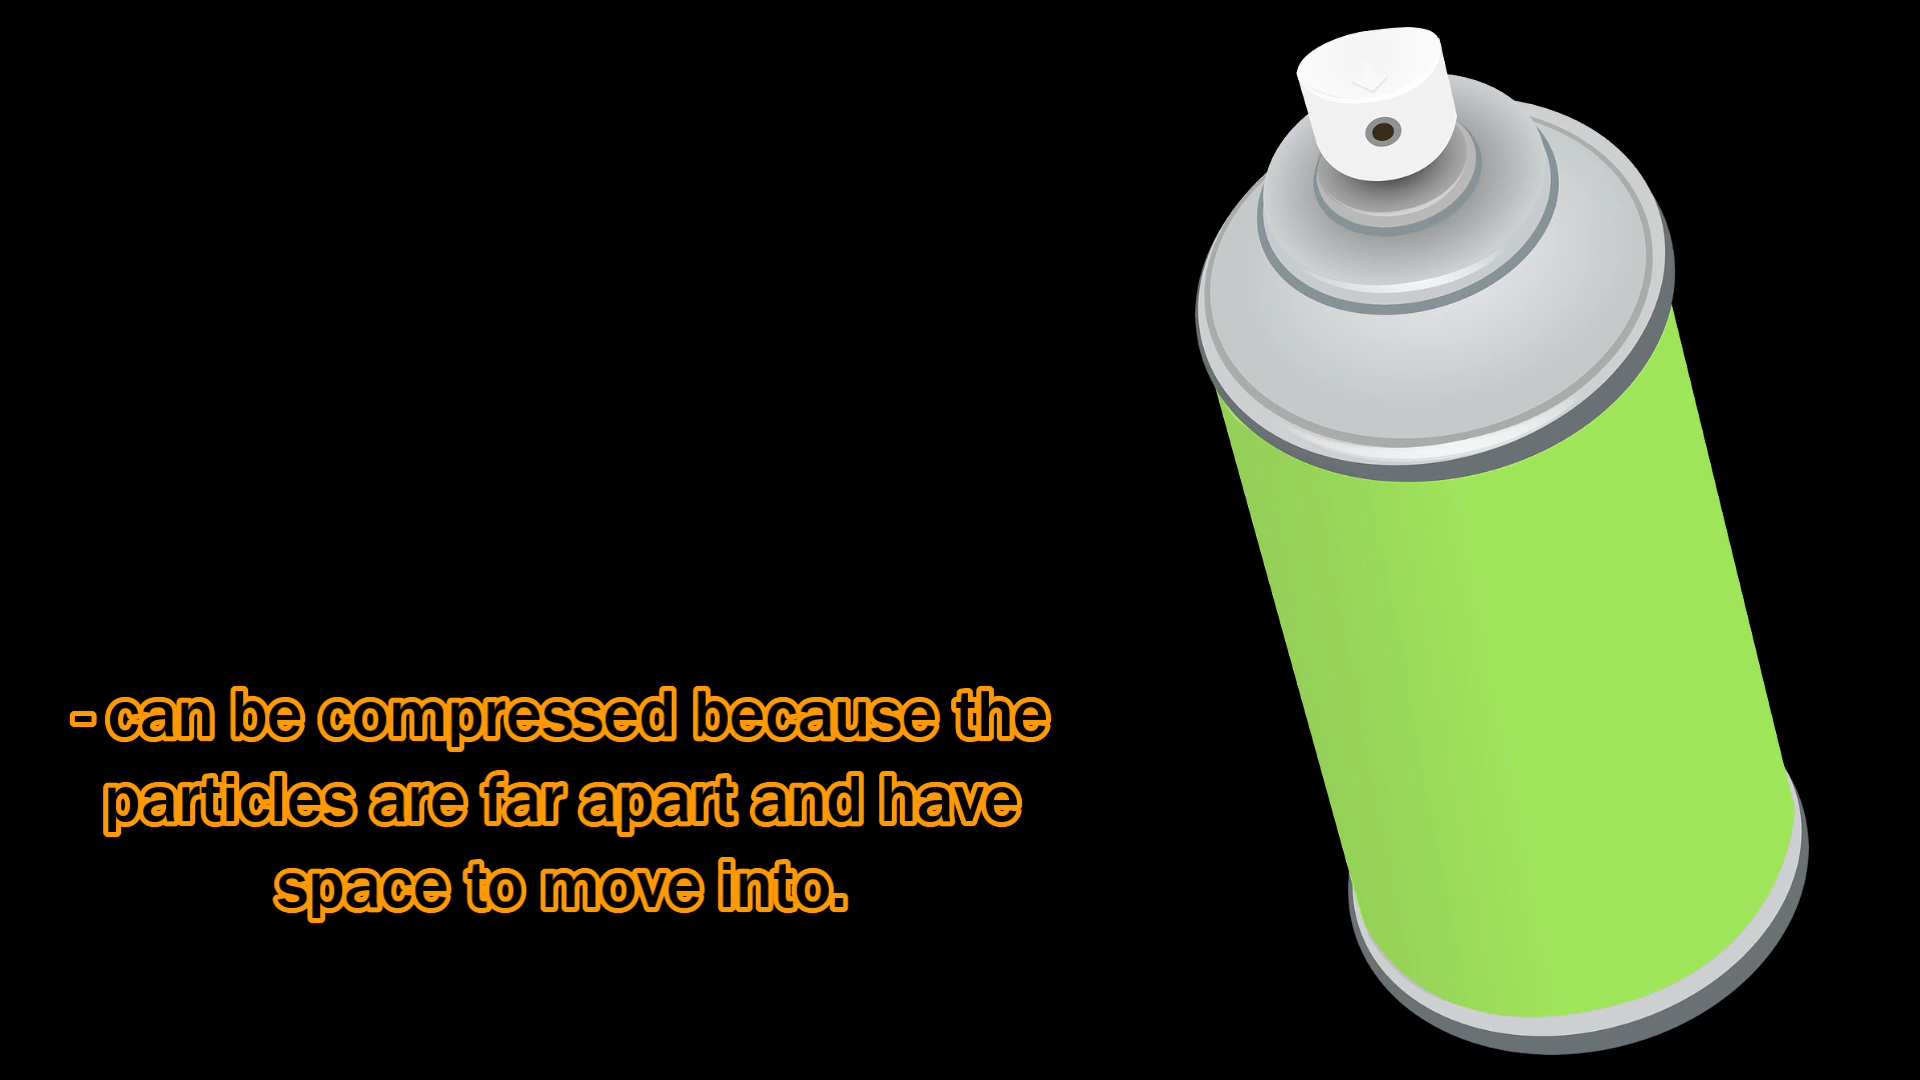 - can be compressed because the
particles are far apart and have
space to move into.